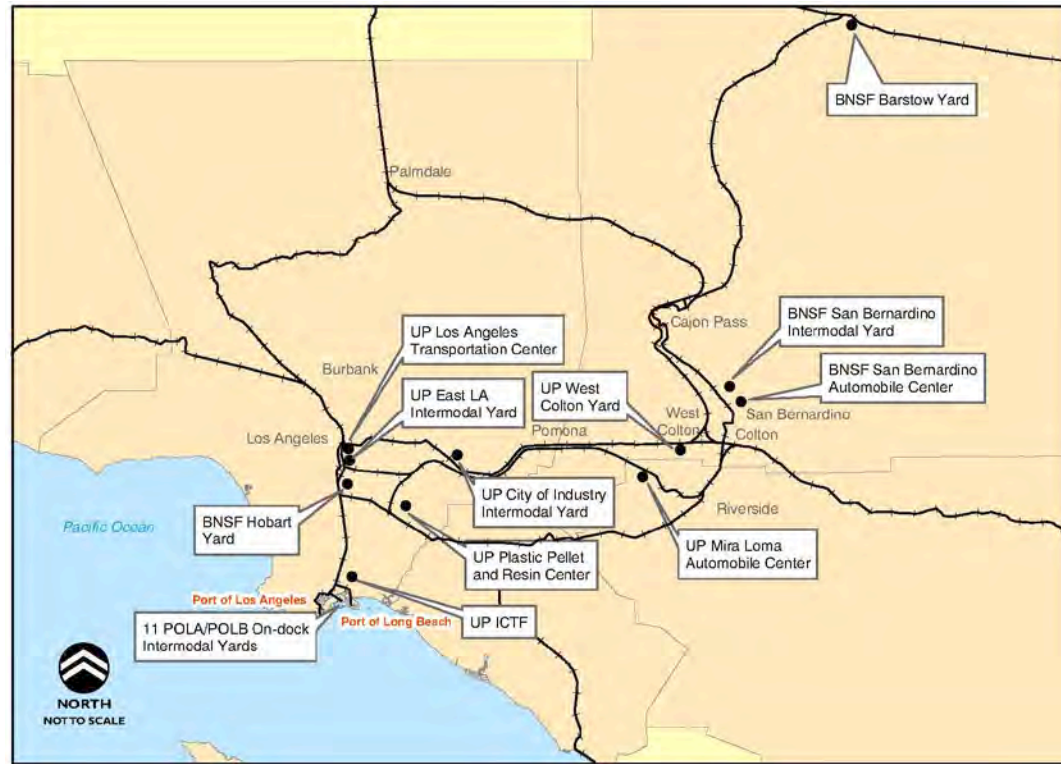 BNSF Barstow Yard
Palmdale
Cajon Pass
BNSF San Bernardino
Intermodal Yard
UP Los Angeles
Transportation Center
Burbank
BNSF San Bernardino
Automobile Center
UP East LA
Intermodal Yard
UP West
Colton Yard
West
Colton
San Bernardino
Los Angeles
Pomona
Colton
UP City of Industry
Intermodal Yard
Riverside
BNSF Hobart
Yard
Pacific Ocean
UP Plastic Pellet
and Resin Center
UP Mira Loma
Automobile Center
Port of Los Angeles
Port of Long Beach
UP ICTF
11 POLA/POLB On-dock
Intermodal Yards
NORTH
NOT TO SCALE